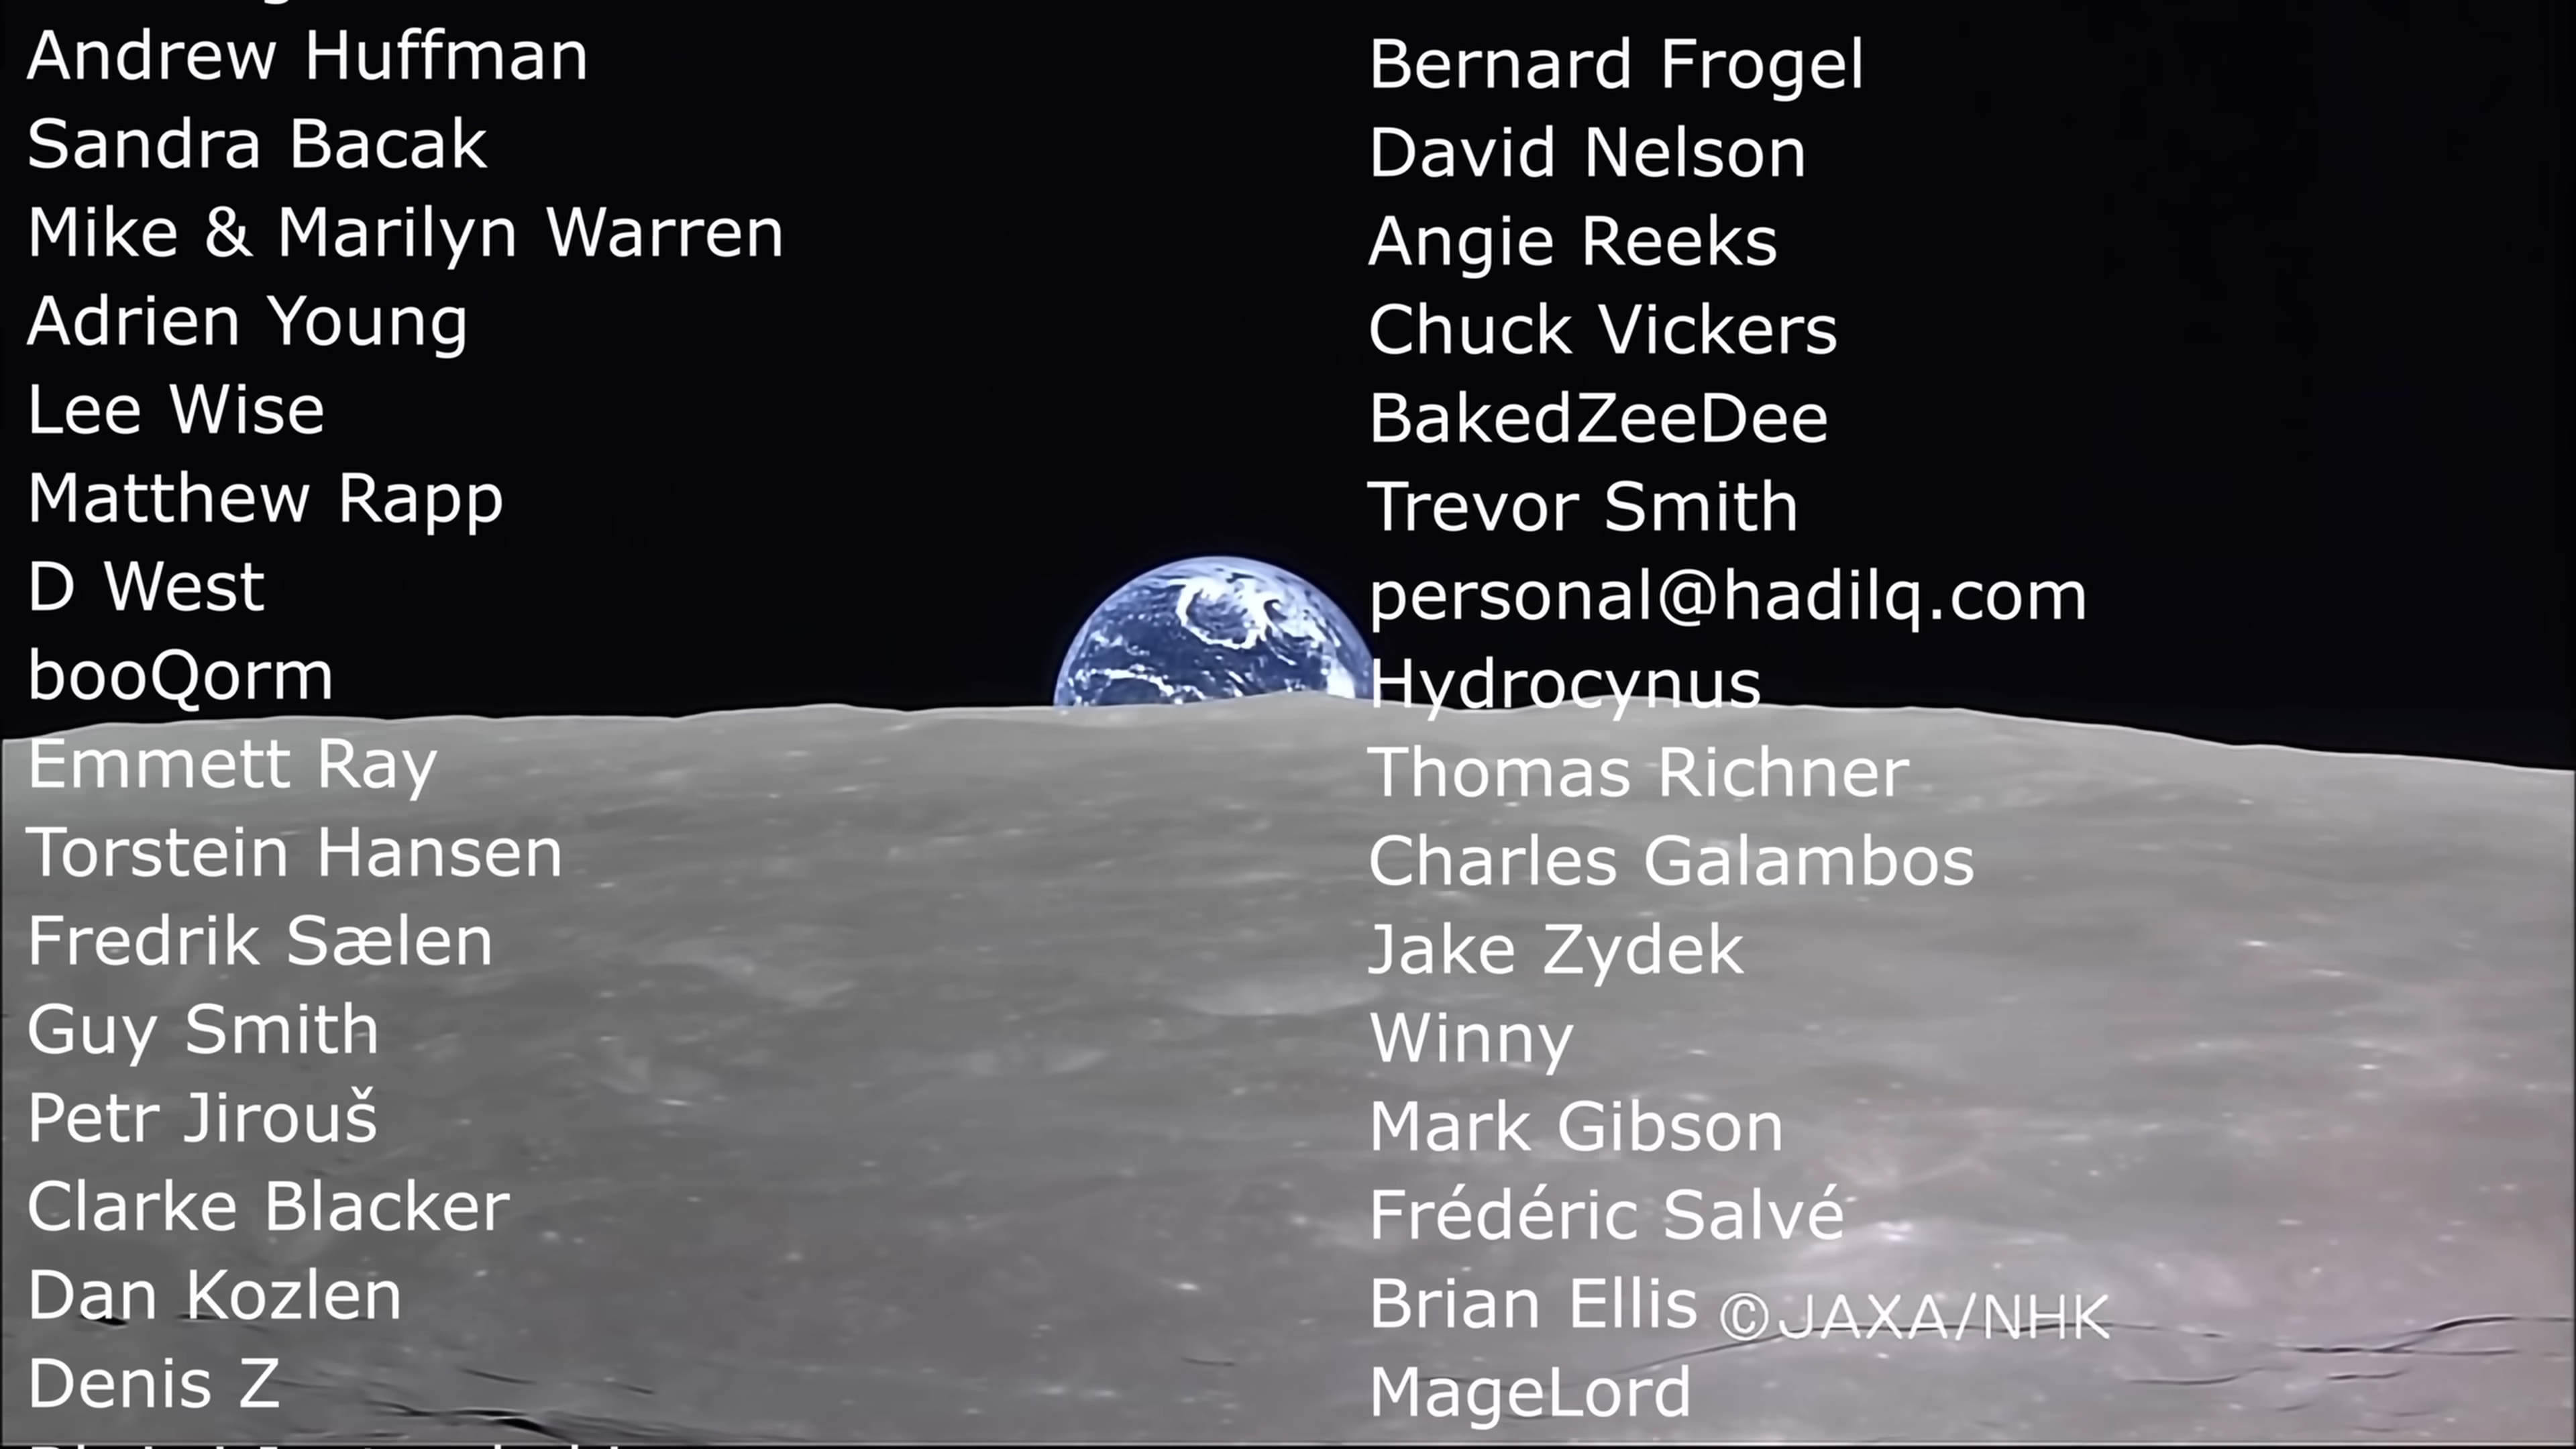 Andrew Huffman
Sandra Bacak
Mike & Marilyn Warren
Adrien Young
Lee Wise
Matthew Rapp
D West
booQorm
Emmett Ray
Torstein Hansen
Fredrik Sælen
Guy Smith
Petr Jirouš
Clarke Blacker
Dan Kozlen
Denis Z
Bernard Frogel
David Nelson
Angie Reeks
Chuck Vickers
BakedZeeDee
Trevor Smith
personal@hadilq.com
Hydrocynus
Thomas Richner
Charles Galambos
Jake Zydek
Winny
Mark Gibson
Frédéric Salvé
Brian Ellis
©JAXA/NHK
MageLord